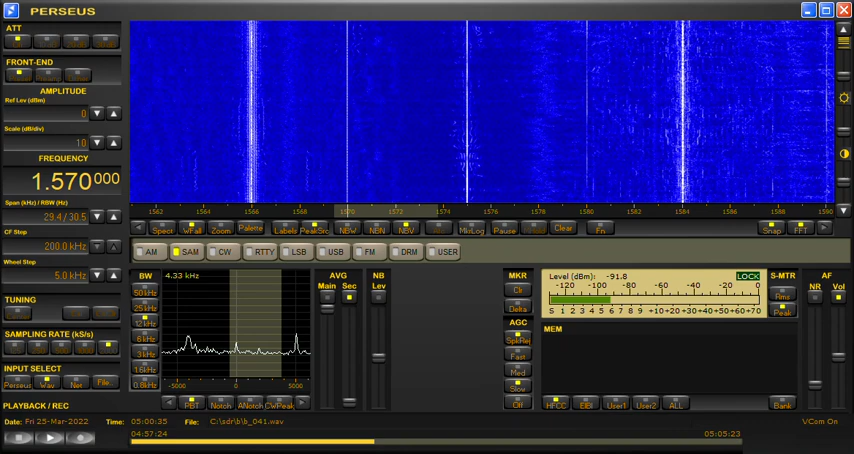 PERSEUS
ATT
FRONT-END
AMPLITUDE
Ref Lev (dBm)
0
Scale (dB/div)
10
FREQUENCY
1.570000
Span (kHz) / RBW (Hz)
29.4 / 30.5
CF Step
200.0 kHz
Wheel Step
5.0 kHz
TUNING
SAMPLING RATE (kS/s)
INPUT SELECT
Perseus Wav Net File..
PLAYBACK / REC
1562 1564 1566 1568 1570 1572 1574 1576 1578 1580 1582 1584 1586 1588 1590
Spect WFall Zoom Palette Labels PeakSrc NBW NBN NBV MkrLog Pause Clear Fn Snap FFT
AM SAM CW RTTY LSB USB FM DRM USER
BW
50kHz
25kHz
12kHz
6kHz
3kHz
1.6kHz
0.8kHz
4.33 kHz
-5000 0 5000
PBT Notch ANotch CWPeak
AVG
Main Sec
NB
Lev
MKR
Clr
Delta
AGC
SplkRej
Fast
Med
Slow
Off
Level (dBm): -91.8 LOCK
-120 -100 -80 -60 -40 -20 0
S 1 2 3 4 5 6 7 8 9 +10 +20 +30 +40 +50 +60 +70
S-MTR
Rms
Peak
AF
NR Vol
MEM
HFCC EIBI User1 User2 ALL Bank
Date: Fri 25-Mar-2022 Time: 05:00:35 File: C:\sdr\b\b_041.wav VCom On
04:57:24 05:05:23